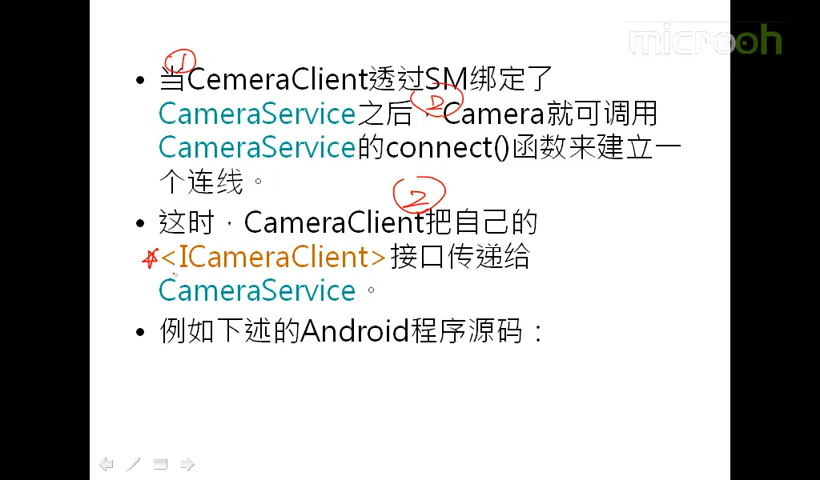 microoh
①
• 当CemeraClient透过SM绑定了
CameraService之后，Camera就可调用
CameraService的connect()函数来建立一
个连线。
②
• 这时，CameraClient把自己的
<ICameraClient>接口传递给
CameraService。
• 例如下述的Android程序源码：